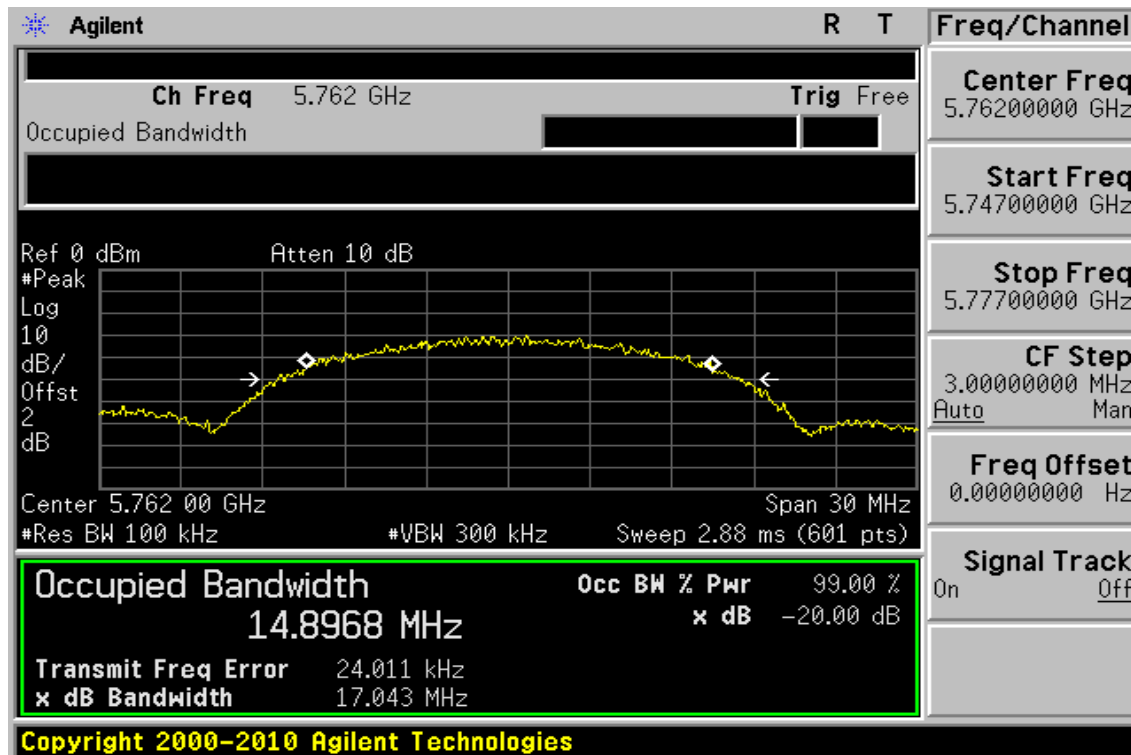 Agilent R T Freq/Channel
Ch Freq 5.762 GHz Trig Free
Occupied Bandwidth
Center Freq
5.76200000 GHz
Start Freq
5.74700000 GHz
Stop Freq
5.77700000 GHz
CF Step
3.00000000 MHz
Auto Man
Freq Offset
0.00000000 Hz
Signal Track
On Off
Ref 0 dBm Atten 10 dB
#Peak
Log
10
dB/
Offst
2
dB
Center 5.762 00 GHz Span 30 MHz
#Res BW 100 kHz #VBW 300 kHz Sweep 2.88 ms (601 pts)
Occupied Bandwidth Occ BW % Pwr 99.00 %
14.8968 MHz x dB -20.00 dB
Transmit Freq Error 24.011 kHz
x dB Bandwidth 17.043 MHz
Copyright 2000-2010 Agilent Technologies